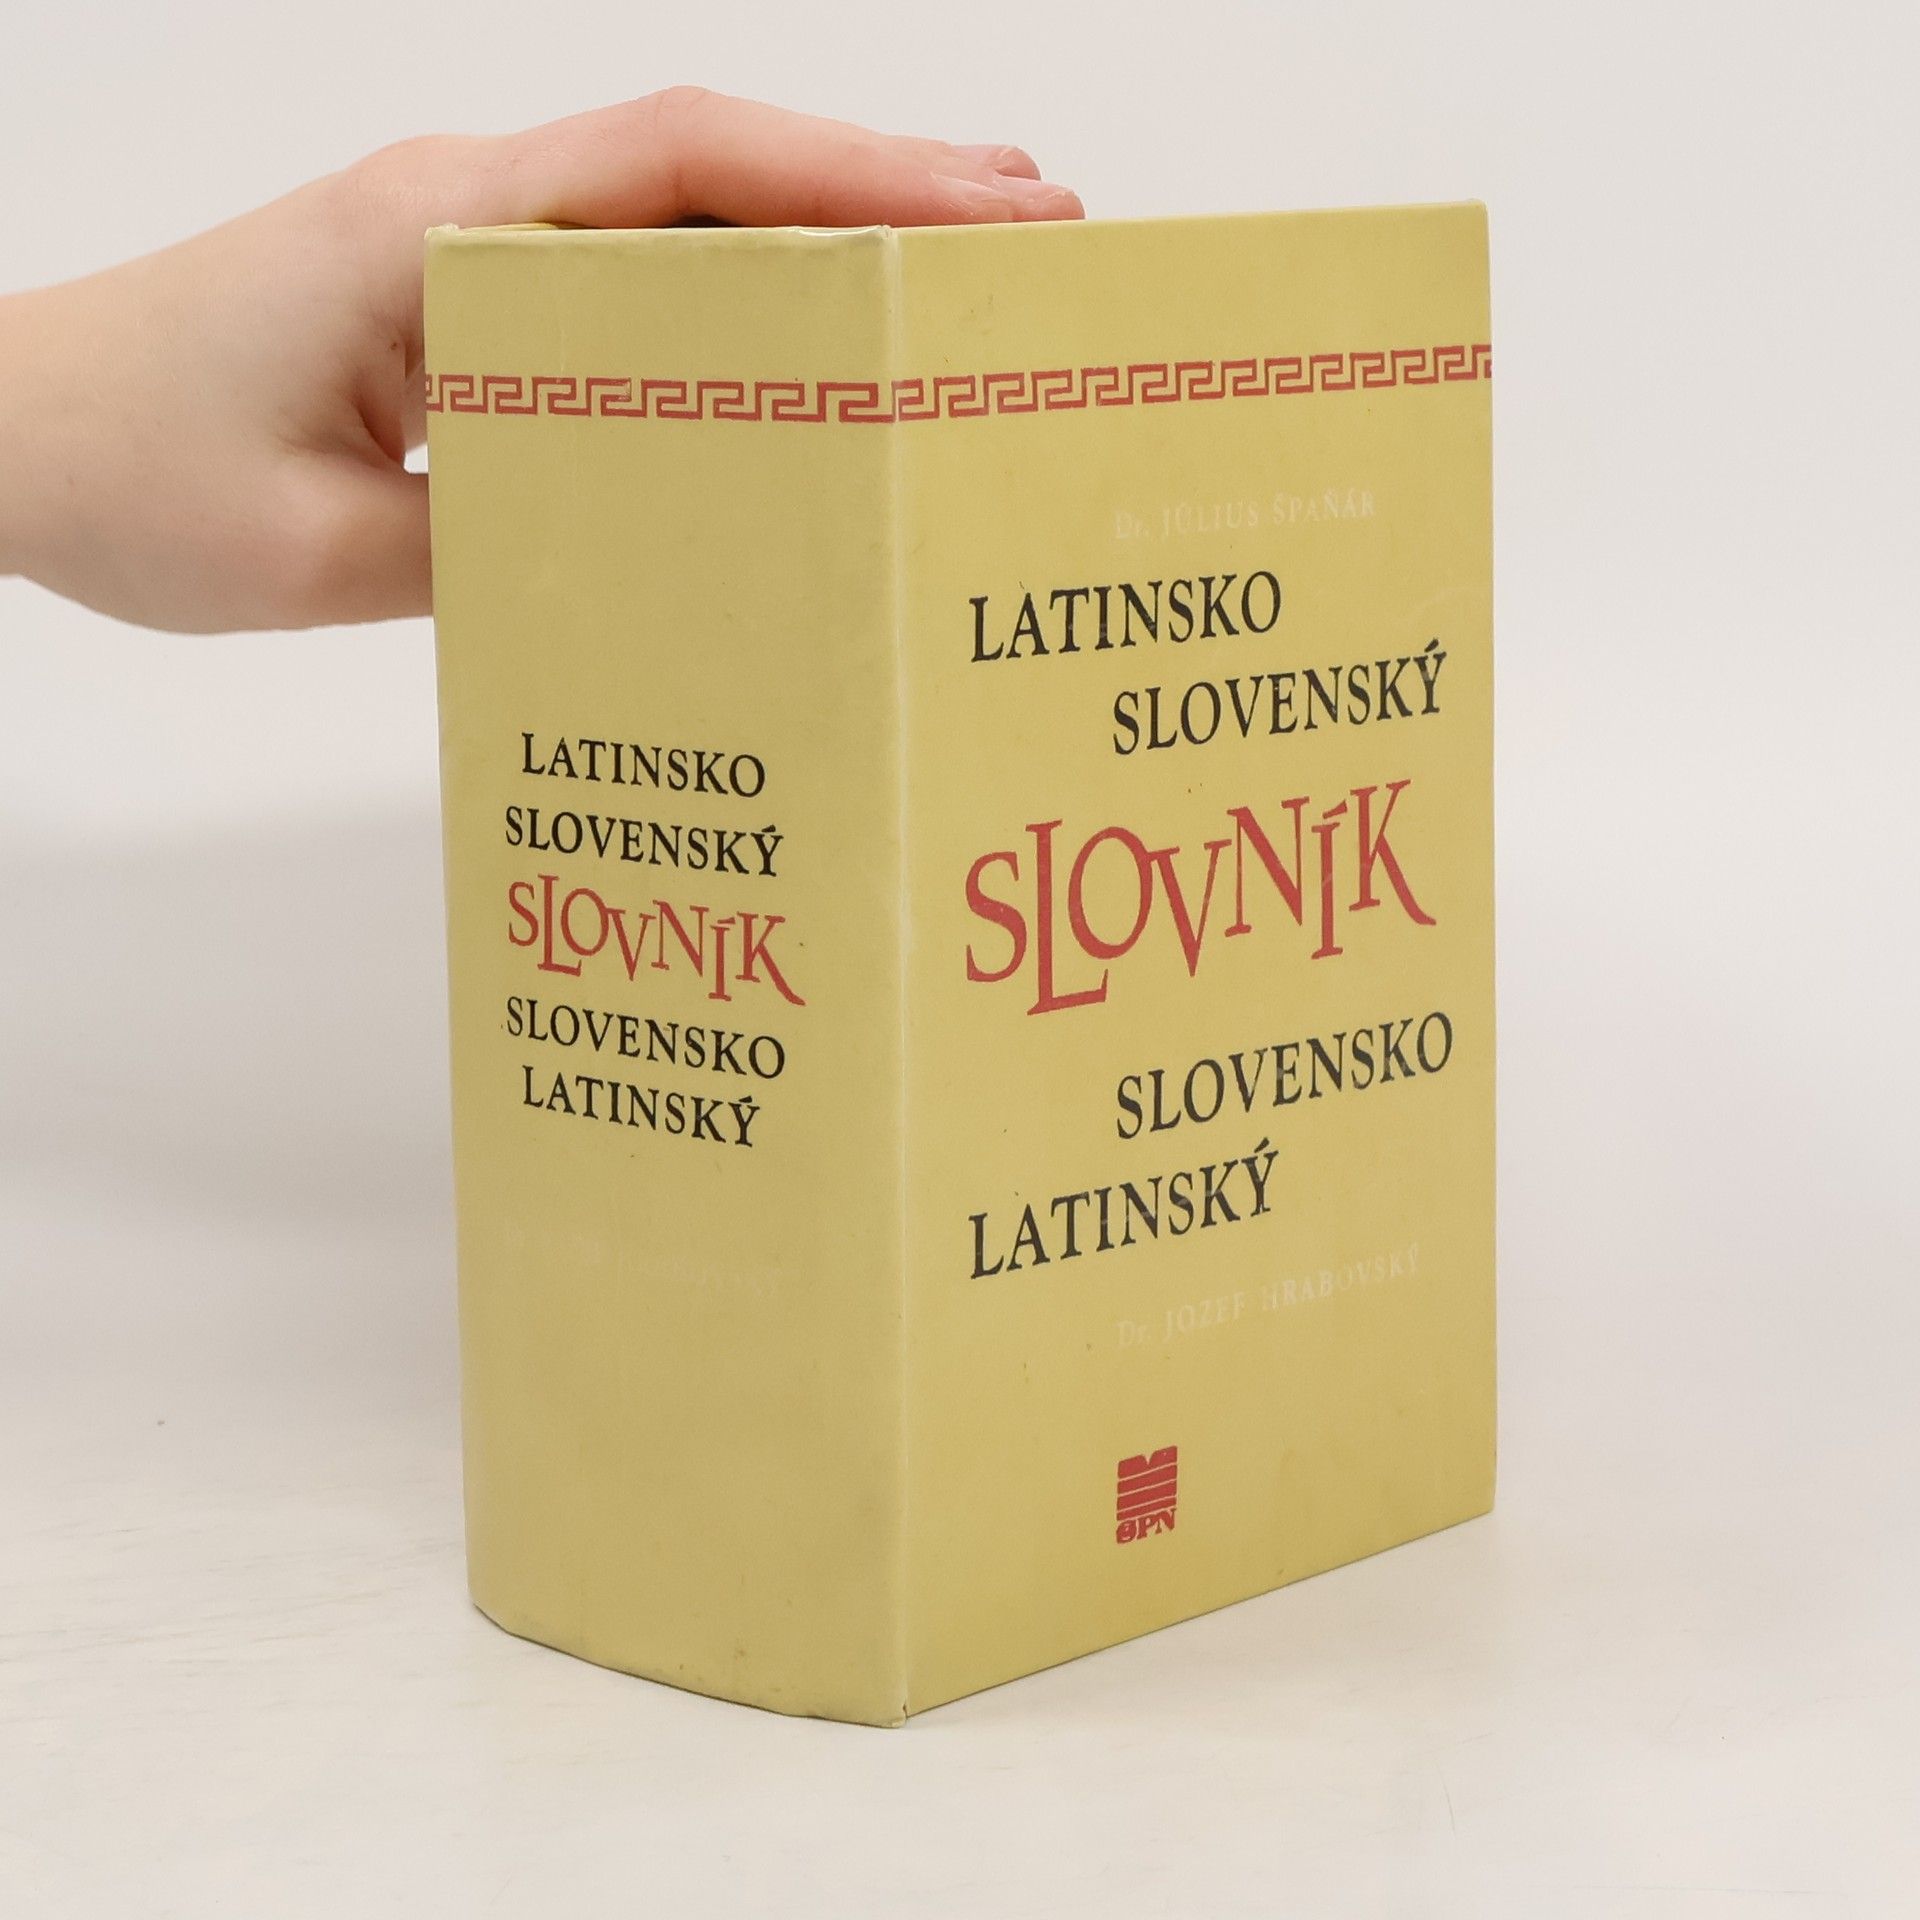 LATINSKO
SLOVENSKÝ
SLOVNÍK
SLOVENSKO
LATINSKÝ
Dr. JÚLIUS ŠPAŇÁR
LATINSKO
SLOVENSKÝ
SLOVNÍK
SLOVENSKO
LATINSKÝ
Dr. JOZEF HRABOVSKÝ
SPN